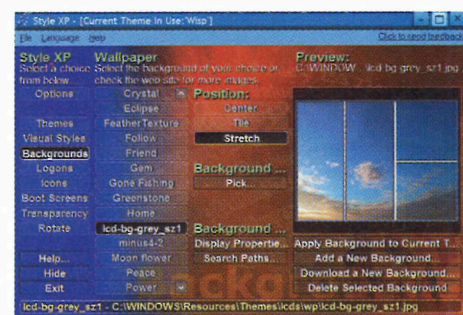 Style XP - [Current Theme In Use: Wisp]
File Language Help
Click to send feedback
Style XP
Select a choice from below.
Options
Themes
Visual Styles
Backgrounds
Logons
Icons
Boot Screens
Transparency
Rotate
Help...
Hide
Exit
Wallpaper
Select the background of your choice or
check the web site for more images.
Crystal
Eclipse
FeatherTexture
Follow
Friend
Gem
Gone Fishing
Greenstone
Home
lcd-bg-grey_sz1
minus4-2
Moon flower
Peace
Power
Position:
Center
Tile
Stretch
Background ...
Pick...
Background ...
Display Propertie...
Search Paths...
Preview:
C:\WINDOW...\lcd-bg-grey_sz1.jpg
Apply Background to Current T...
Add a New Background...
Download a New Background...
Delete Selected Background
lcd-bg-grey_sz1 - C:\WINDOWS\Resources\Themes\lcds\wp\lcd-bg-grey_sz1.jpg